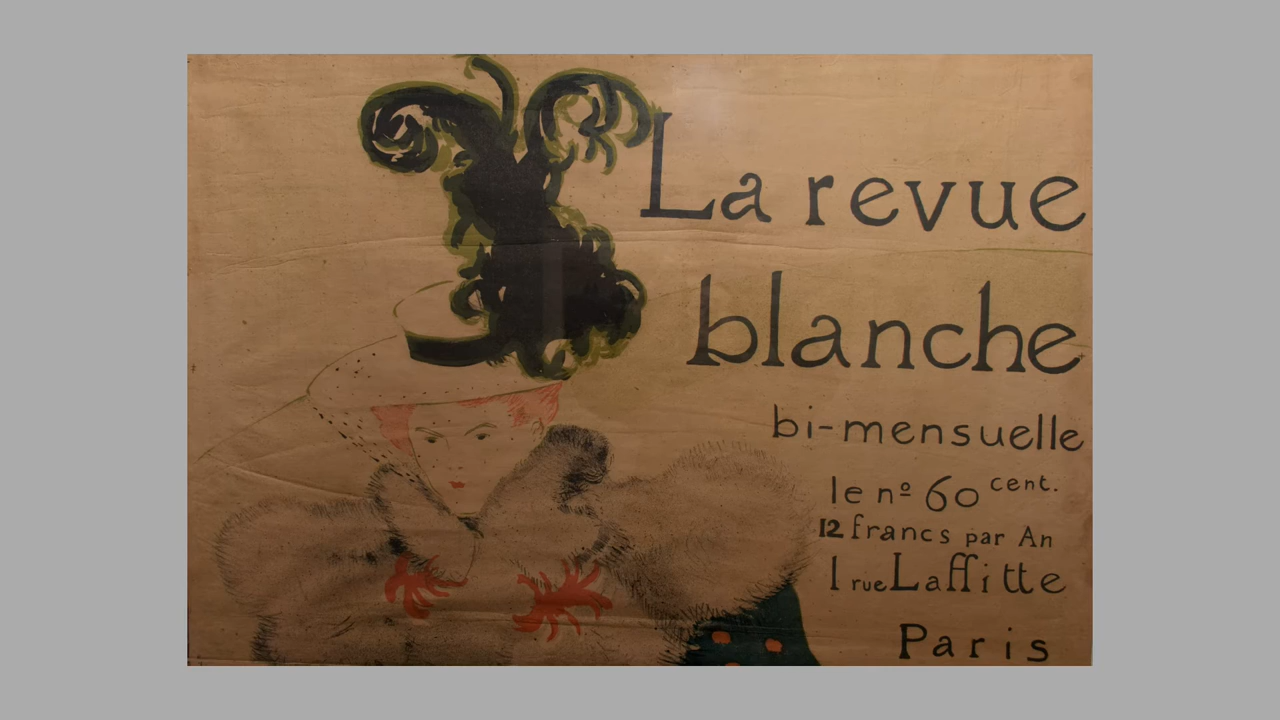 La revue
blanche
bi-mensuelle
le nº 60 cent.
12 francs par An
1 rue Laffitte
Paris